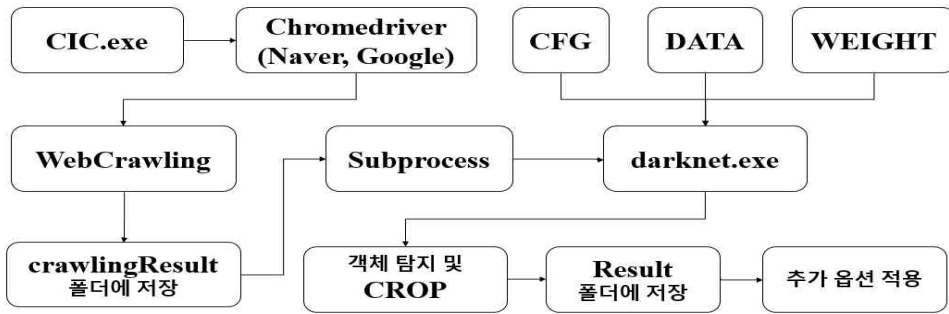 CIC.exe
Chromedriver
(Naver, Google)
CFG
DATA
WEIGHT
WebCrawling
Subprocess
darknet.exe
crawlingResult
폴더에 저장
객체 탐지 및
CROP
Result
폴더에 저장
추가 옵션 적용